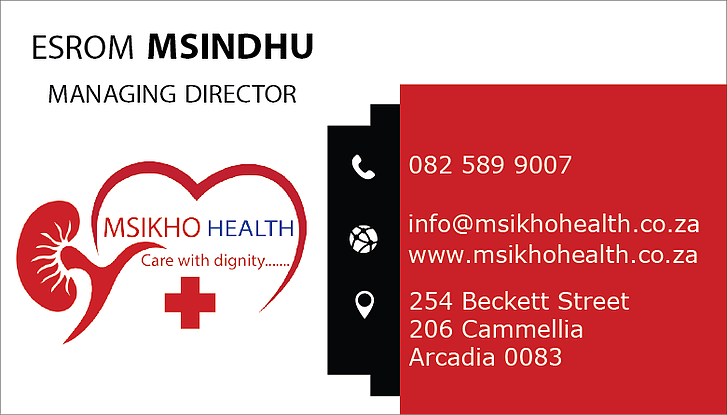 ESROM MSINDHU
MANAGING DIRECTOR
MSIKHO HEALTH
Care with dignity.......
082 589 9007
info@msikhohealth.co.za
www.msikhohealth.co.za
254 Beckett Street
206 Cammellia
Arcadia 0083